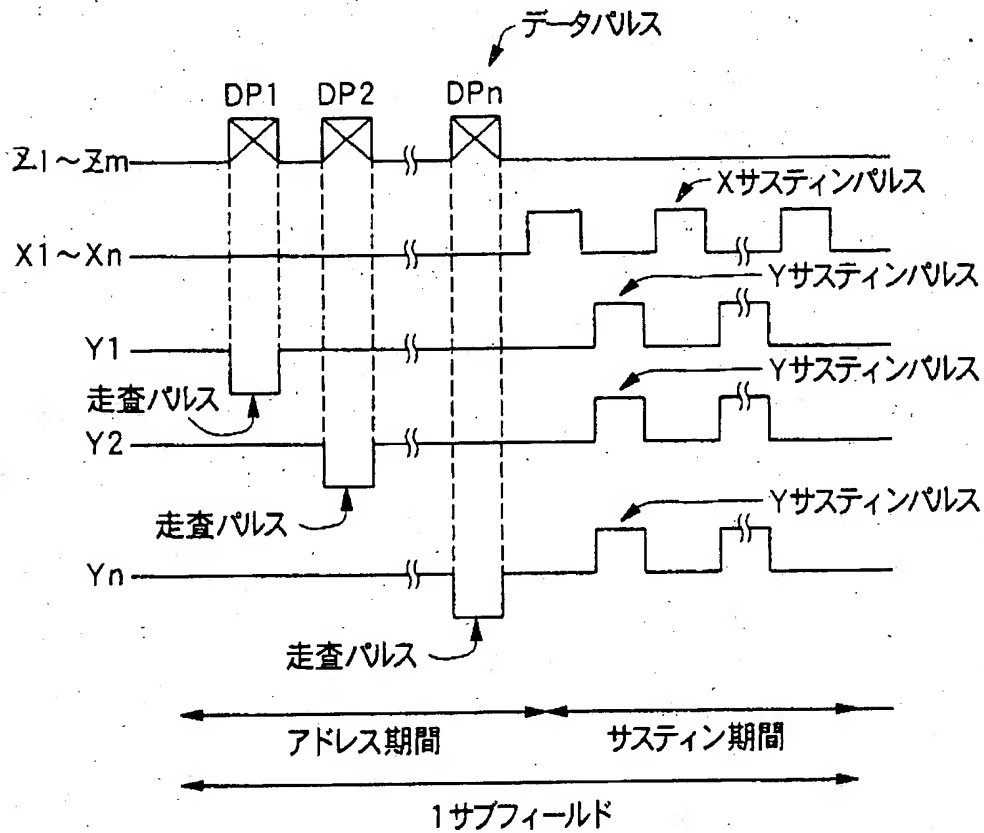 データパルス
DP1 DP2 DPn
Z1～Zm
Xサスティンパルス
X1～Xn
Yサスティンパルス
Y1
Yサスティンパルス
走査パルス
Y2
Yサスティンパルス
走査パルス
Yn
走査パルス
アドレス期間 サスティン期間
1サブフィールド